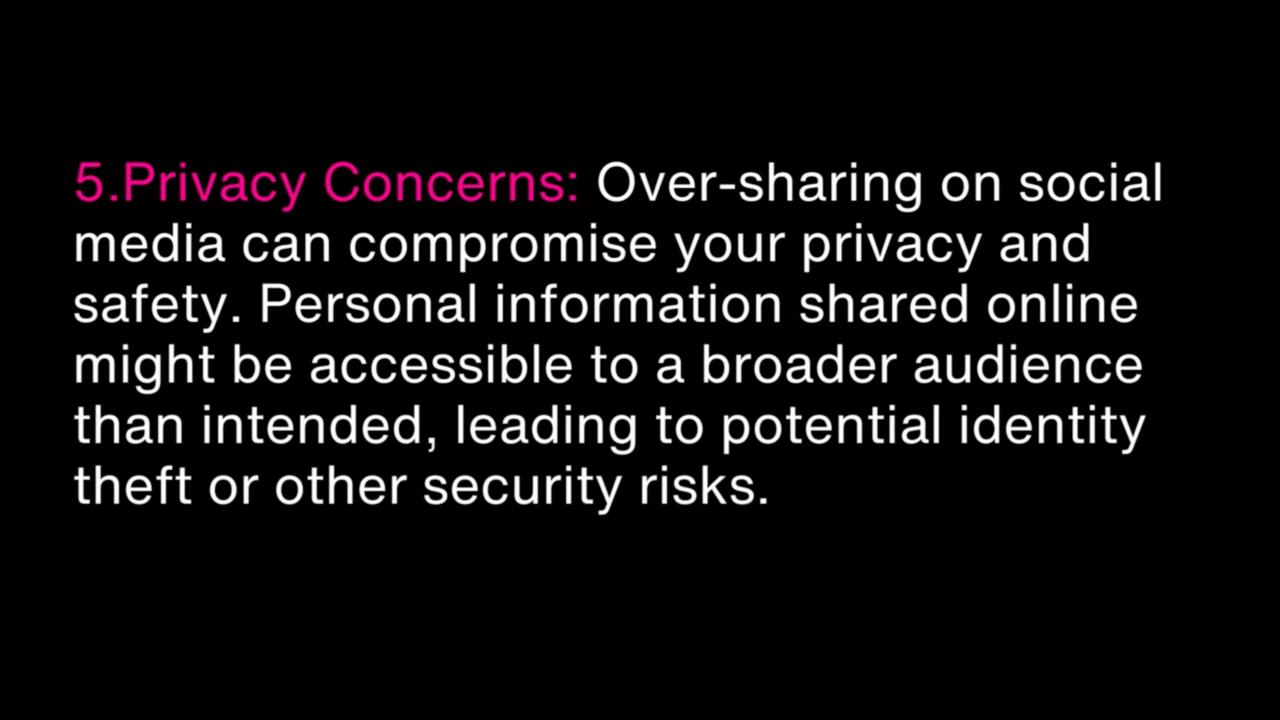 5.Privacy Concerns: Over-sharing on social
media can compromise your privacy and
safety. Personal information shared online
might be accessible to a broader audience
than intended, leading to potential identity
theft or other security risks.